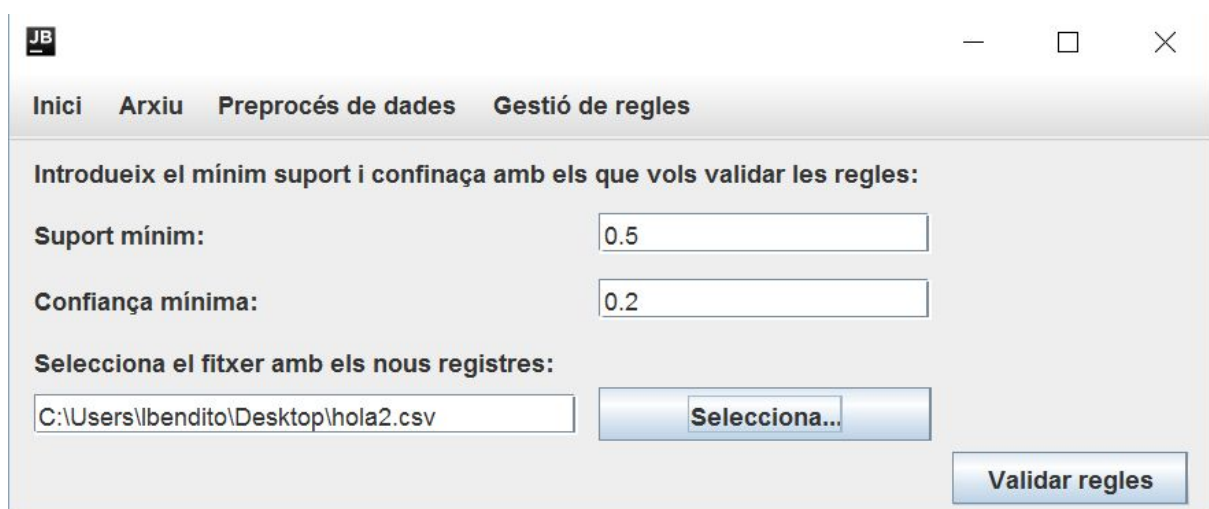 JB
Inici Arxiu Preprocés de dades Gestió de regles
Introdueix el mínim suport i confinaça amb els que vols validar les regles:
Suport mínim: 0.5
Confiança mínima: 0.2
Selecciona el fitxer amb els nous registres:
C:\Users\lbendito\Desktop\hola2.csv Selecciona...
Validar regles